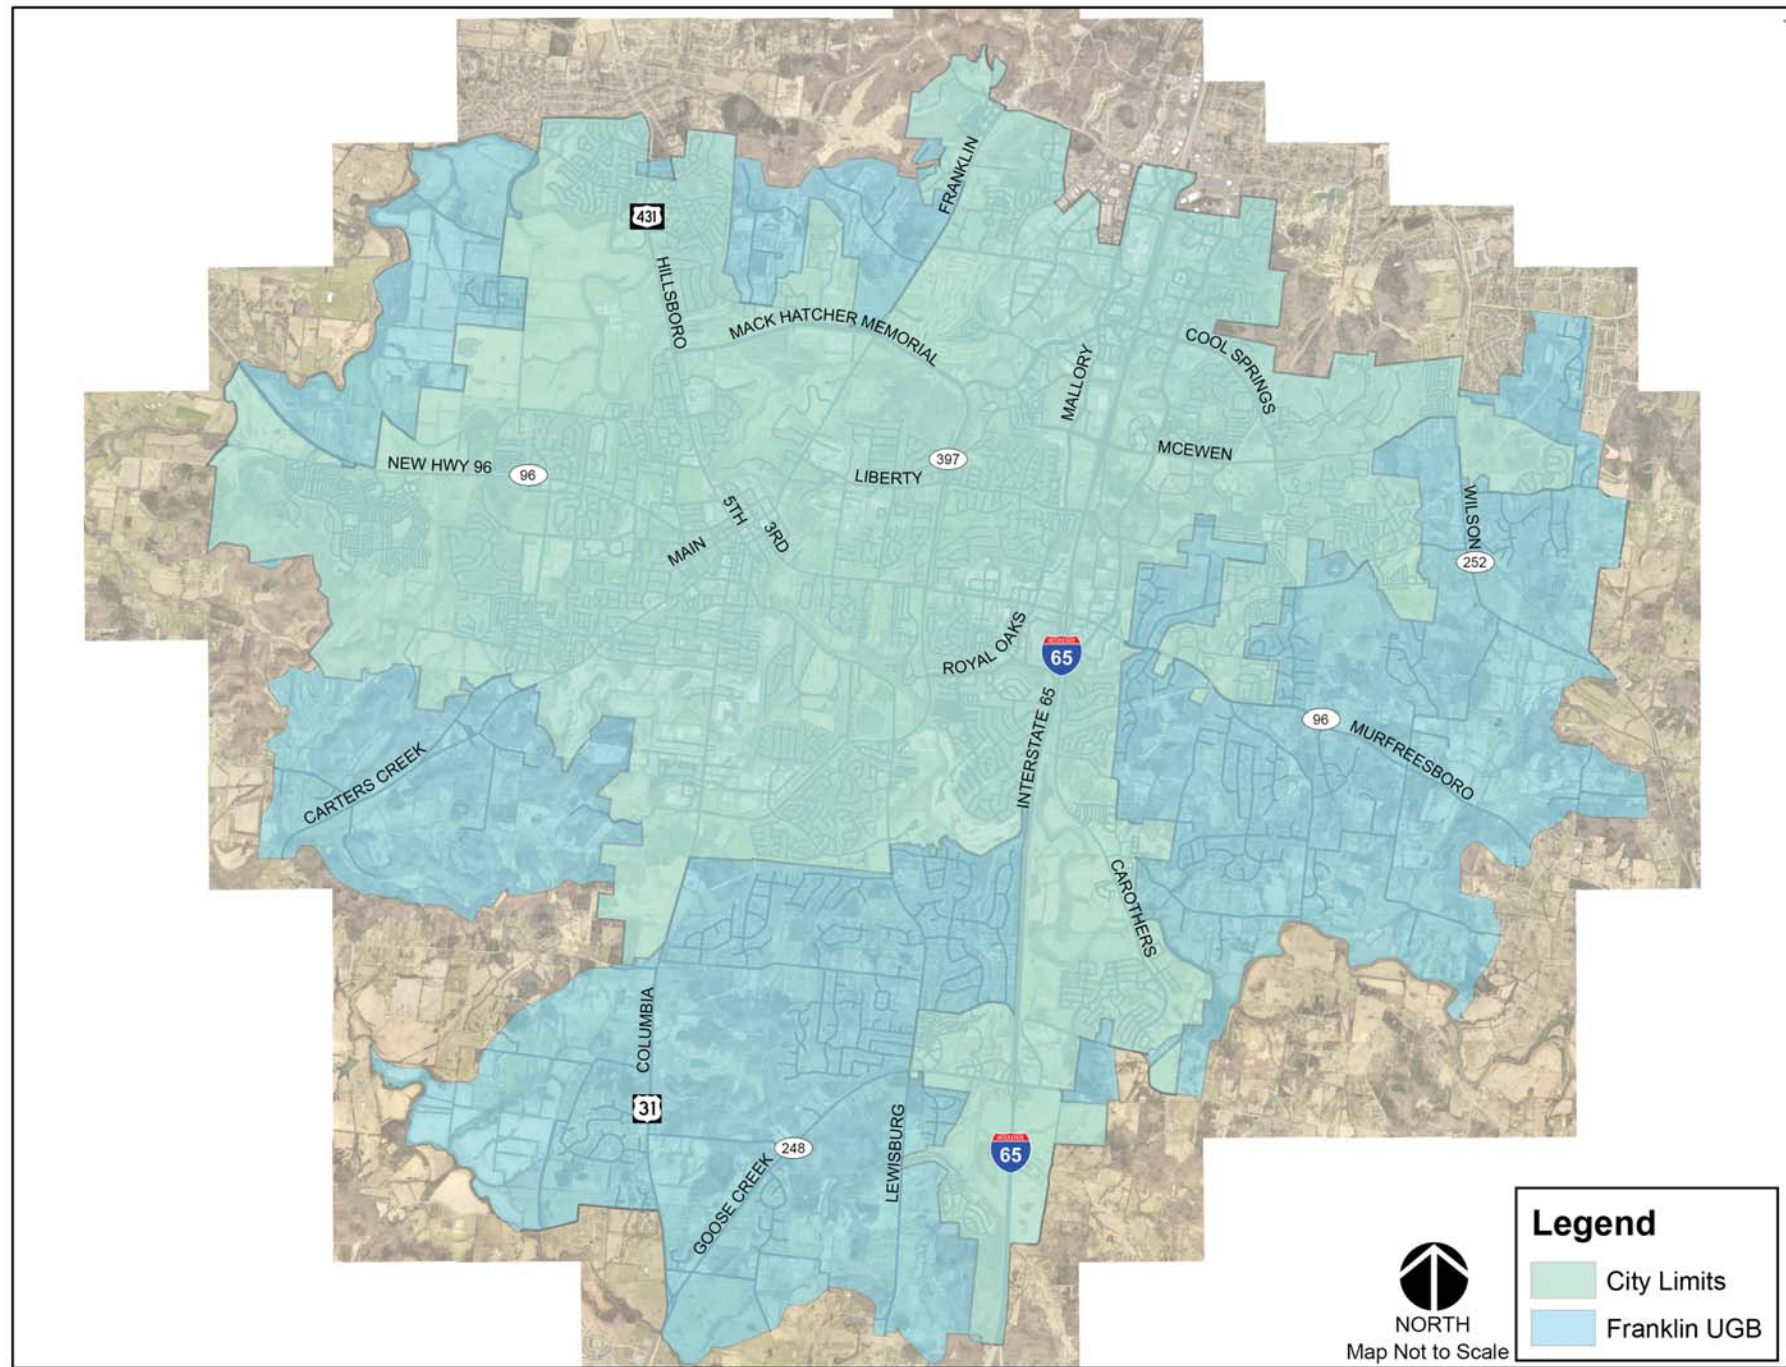 FRANKLIN
431
HILLSBORO
MACK HATCHER MEMORIAL
COOL SPRINGS
MALLORY
MCEWEN
NEW HWY 96
96
LIBERTY
397
WILSON
252
5TH
3RD
MAIN
ROYAL OAKS
INTERSTATE
65
INTERSTATE 65
96
MURFREESBORO
CARTERS CREEK
CAROTHERS
COLUMBIA
31
248
GOOSE CREEK
LEWISBURG
INTERSTATE
65
NORTH
Map Not to Scale
Legend
City Limits
Franklin UGB